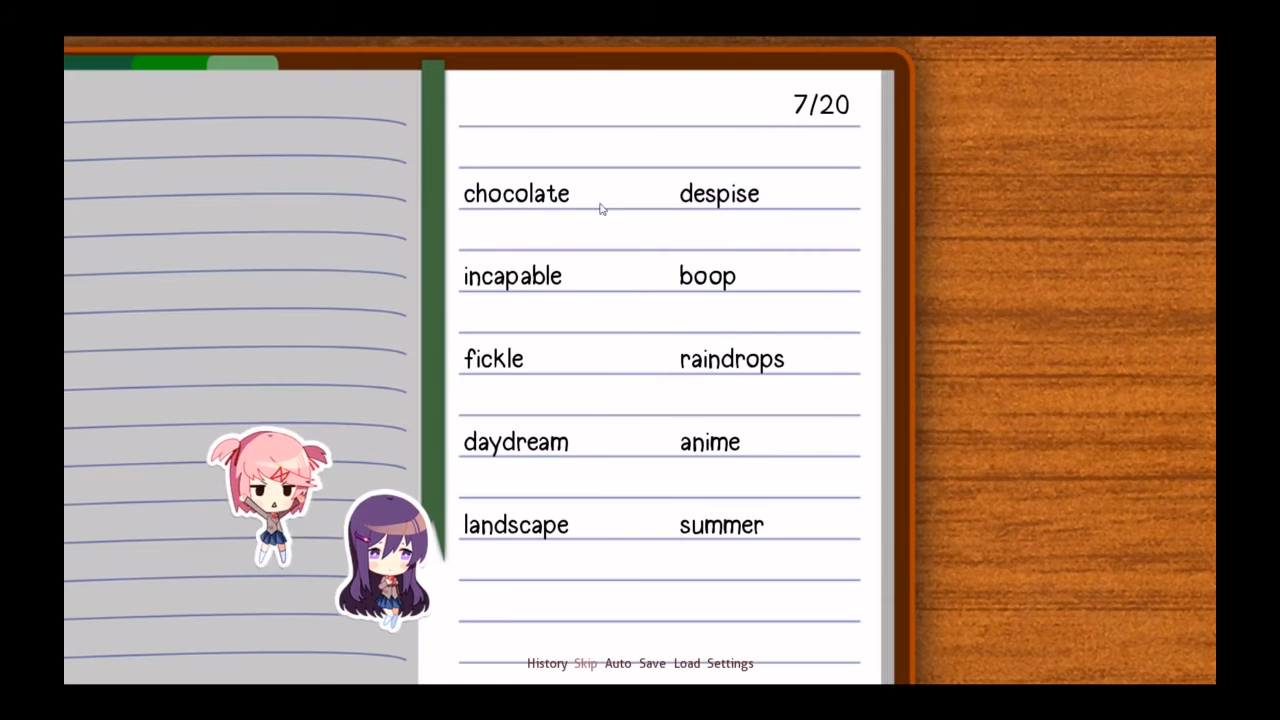 7/20
chocolate despise
incapable boop
fickle raindrops
daydream anime
landscape summer
History Skip Auto Save Load Settings